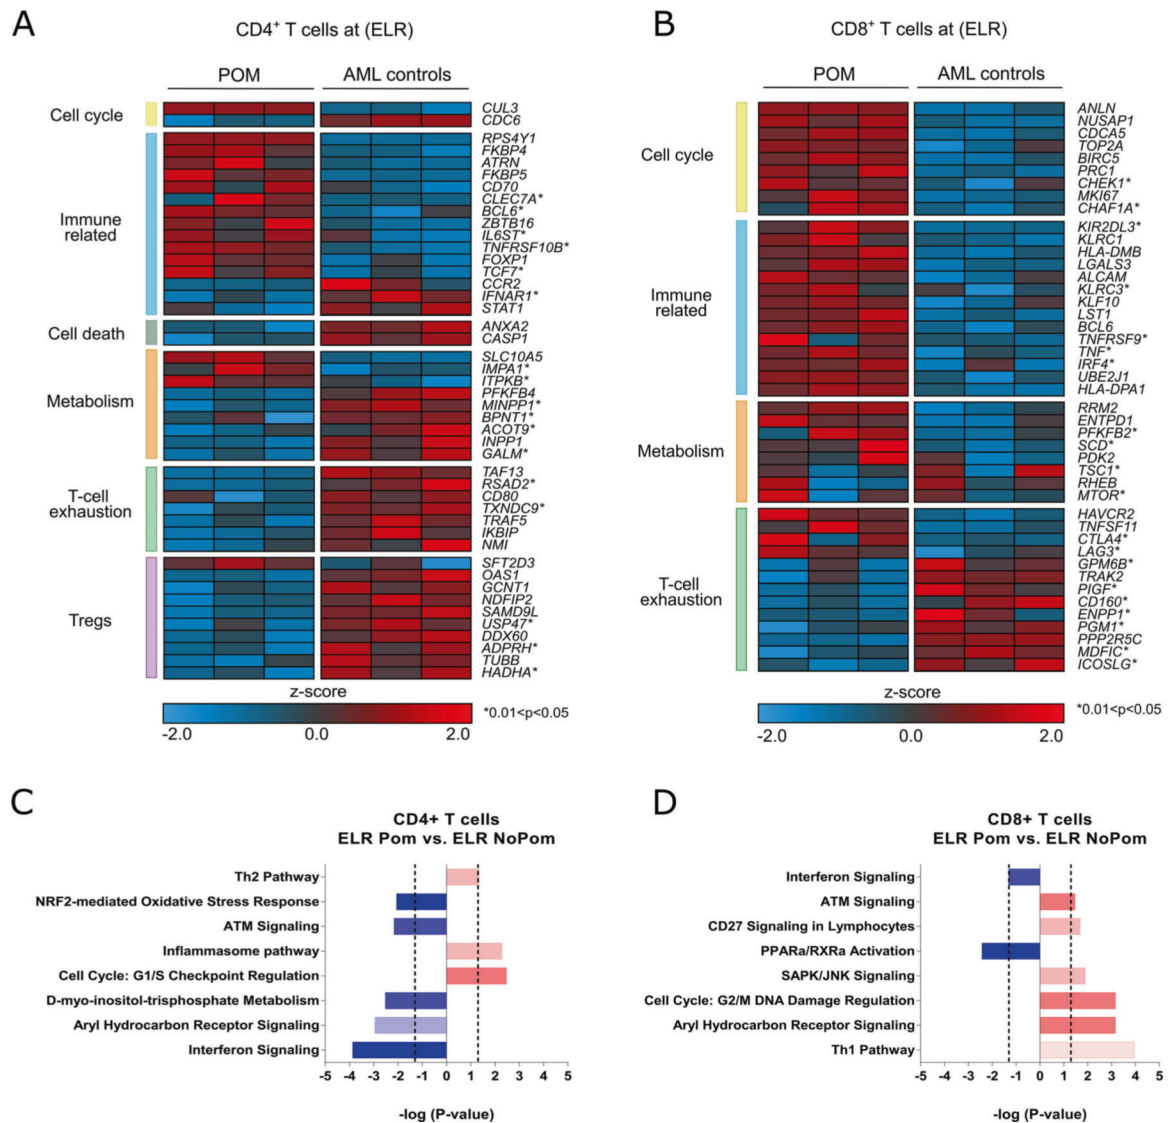 A
CD4+ T cells at (ELR)
POM
AML controls
Cell cycle
CUL3
CDC6
Immune related
RPS4Y1
FKBP4
ATRN
FKBP5
CD70
CLEC7A*
BCL6*
ZBTB16
IL6ST*
TNFRSF10B*
FOXP1
TCF7*
CCR2
IFNAR1*
STAT1
Cell death
ANXA2
CASP1
Metabolism
SLC10A5
IMPA1*
ITPKB*
PFKFB4
MINPP1*
BPNT1*
ACOT9*
INPP1
GALM*
T-cell exhaustion
TAF13
RSAD2*
CD80
TXNDC9*
TRAF5
IKBIP
NMI
Tregs
SFT2D3
OAS1
GCNT1
NDFIP2
SAMD9L
USP47*
DDX60
ADPRH*
TUBB
HADHA*
z-score
-2.0 0.0 2.0
*0.01<p<0.05
B
CD8+ T cells at (ELR)
POM
AML controls
Cell cycle
ANLN
NUSAP1
CDCA5
TOP2A
BIRC5
PRC1
CHEK1*
MKI67
CHAF1A*
Immune related
KIR2DL3*
KLRC1
HLA-DMB
LGALS3
ALCAM
KLRC3*
KLF10
LST1
BCL6
TNFRSF9*
TNF*
IRF4*
UBE2J1
HLA-DPA1
Metabolism
RRM2
ENTPD1
PFKFB2*
SCD*
PDK2
TSC1*
RHEB
MTOR*
T-cell exhaustion
HAVCR2
TNFSF11
CTLA4*
LAG3*
GPM6B*
TRAK2
PIGF*
CD160*
ENPP1*
PGM1*
PPP2R5C
MDFIC*
ICOSLG*
z-score
-2.0 0.0 2.0
*0.01<p<0.05
C
CD4+ T cells
ELR Pom vs. ELR NoPom
Th2 Pathway
NRF2-mediated Oxidative Stress Response
ATM Signaling
Inflammasome pathway
Cell Cycle: G1/S Checkpoint Regulation
D-myo-inositol-trisphosphate Metabolism
Aryl Hydrocarbon Receptor Signaling
Interferon Signaling
-5 -4 -3 -2 -1 0 1 2 3 4 5
-log (P-value)
D
CD8+ T cells
ELR Pom vs. ELR NoPom
Interferon Signaling
ATM Signaling
CD27 Signaling in Lymphocytes
PPARa/RXRa Activation
SAPK/JNK Signaling
Cell Cycle: G2/M DNA Damage Regulation
Aryl Hydrocarbon Receptor Signaling
Th1 Pathway
-5 -4 -3 -2 -1 0 1 2 3 4 5
-log (P-value)